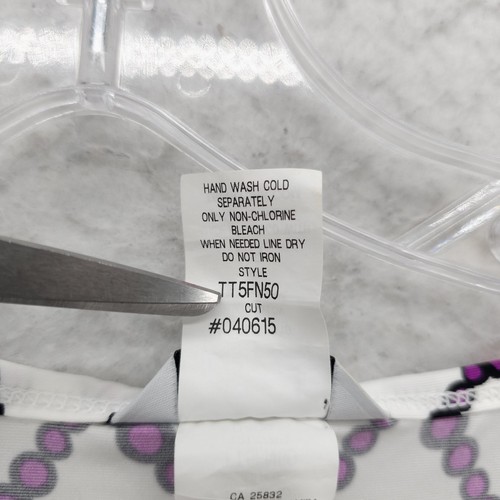 HAND WASH COLD
SEPARATELY
ONLY NON-CHLORINE
BLEACH
WHEN NEEDED LINE DRY
DO NOT IRON
STYLE
TT5FN50
CUT
#040615
CA 25832